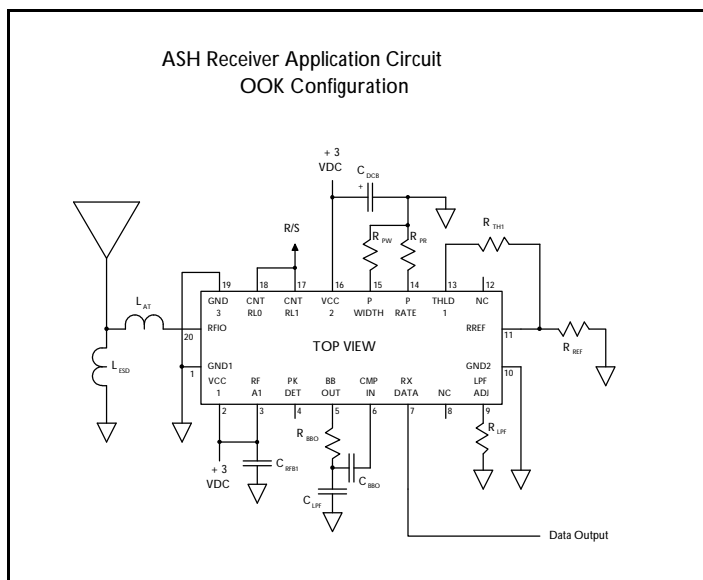 ASH Receiver Application Circuit
OOK Configuration
+ 3
VDC
C DCB
+
R/S
R PW
R PR
R TH1
19
18
17
16
15
14
13
12
GND
3
CNT
RL0
CNT
RL1
VCC
2
P
WIDTH
P
RATE
THLD
1
NC
L AT
20
RFIO
RREF
11
TOP VIEW
R REF
L ESD
1
GND1
GND2
10
VCC
1
RF
A1
PK
DET
BB
OUT
CMP
IN
RX
DATA
NC
LPF
ADJ
2
3
4
5
6
7
8
9
R BBO
R LPF
+ 3
VDC
C RFB1
C BBO
C LPF
Data Output